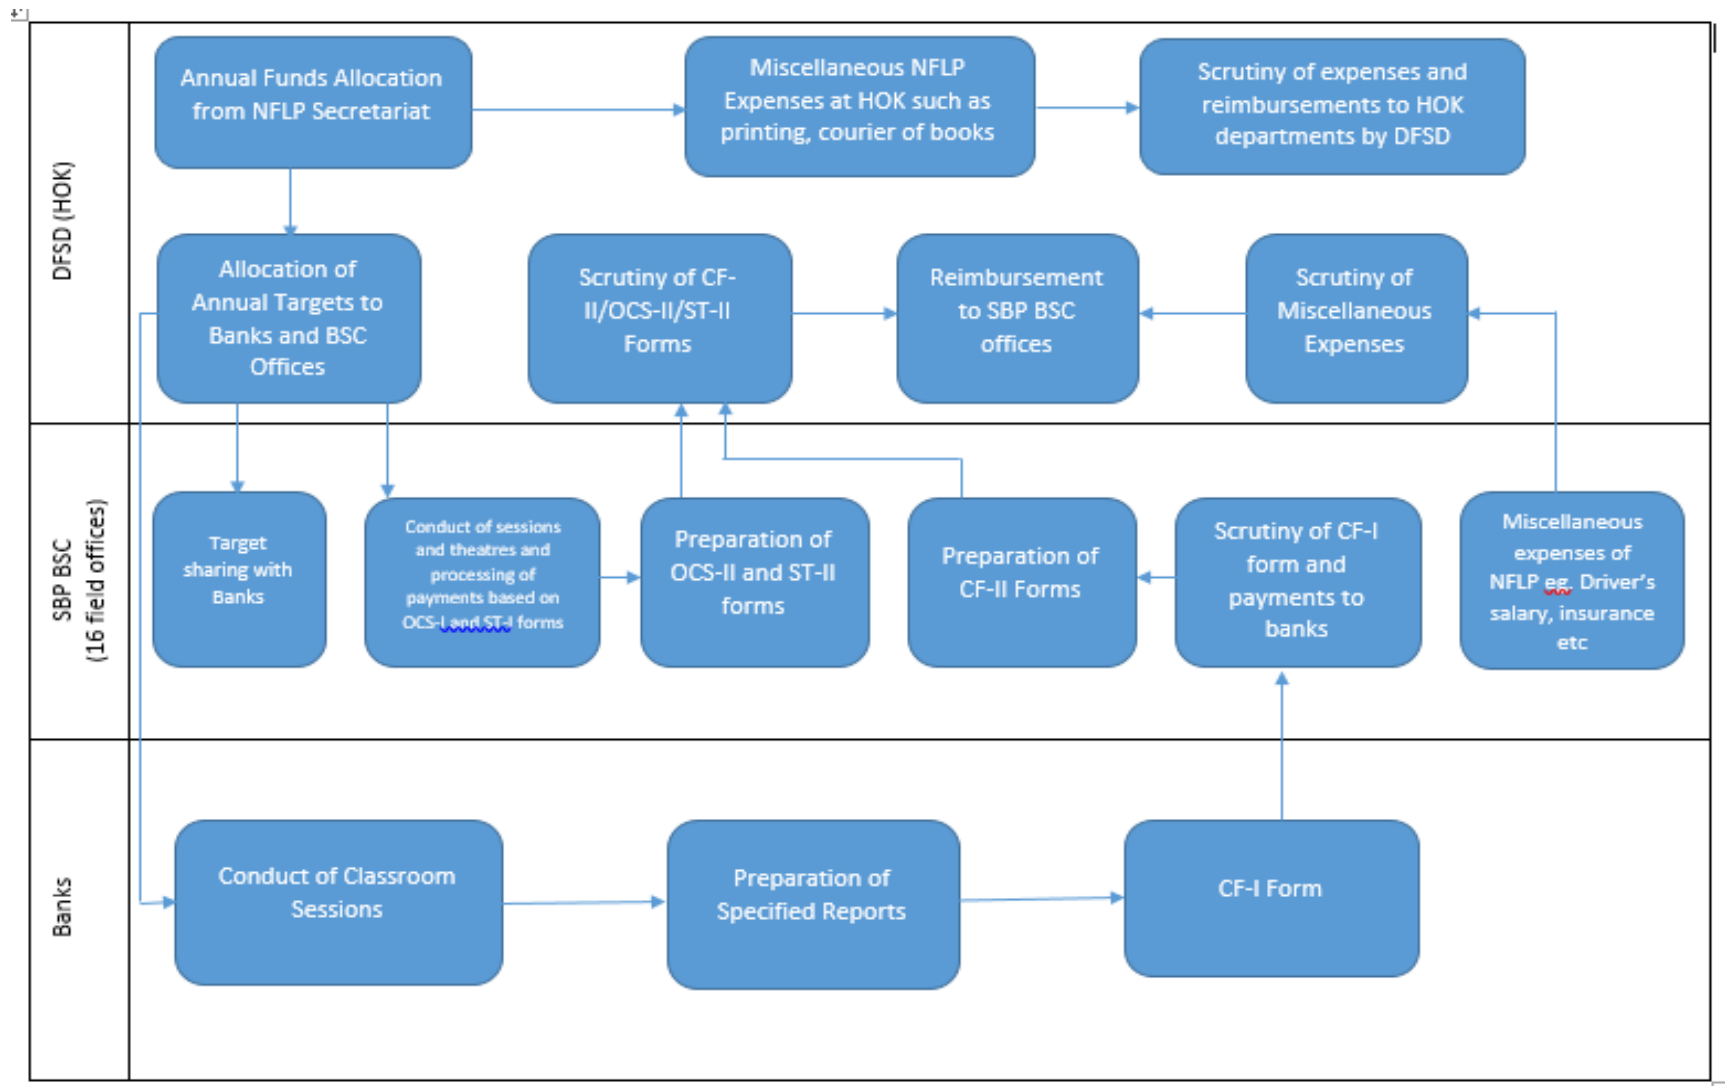 DFSD (HOK)
Annual Funds Allocation
from NFLP Secretariat
Miscellaneous NFLP
Expenses at HOK such as
printing, courier of books
Scrutiny of expenses and
reimbursements to HOK
departments by DFSD
Allocation of
Annual Targets to
Banks and BSC
Offices
Scrutiny of CF-
II/OCS-II/ST-II
Forms
Reimbursement
to SBP BSC
offices
Scrutiny of
Miscellaneous
Expenses
SBP BSC
(16 field offices)
Target
sharing with
Banks
Conduct of sessions
and theatres and
processing of
payments based on
OCS-I and ST-I forms
Preparation of
OCS-II and ST-II
forms
Preparation of
CF-II Forms
Scrutiny of CF-I
form and
payments to
banks
Miscellaneous
expenses of
NFLP eg. Driver's
salary, insurance
etc
Banks
Conduct of Classroom
Sessions
Preparation of
Specified Reports
CF-I Form